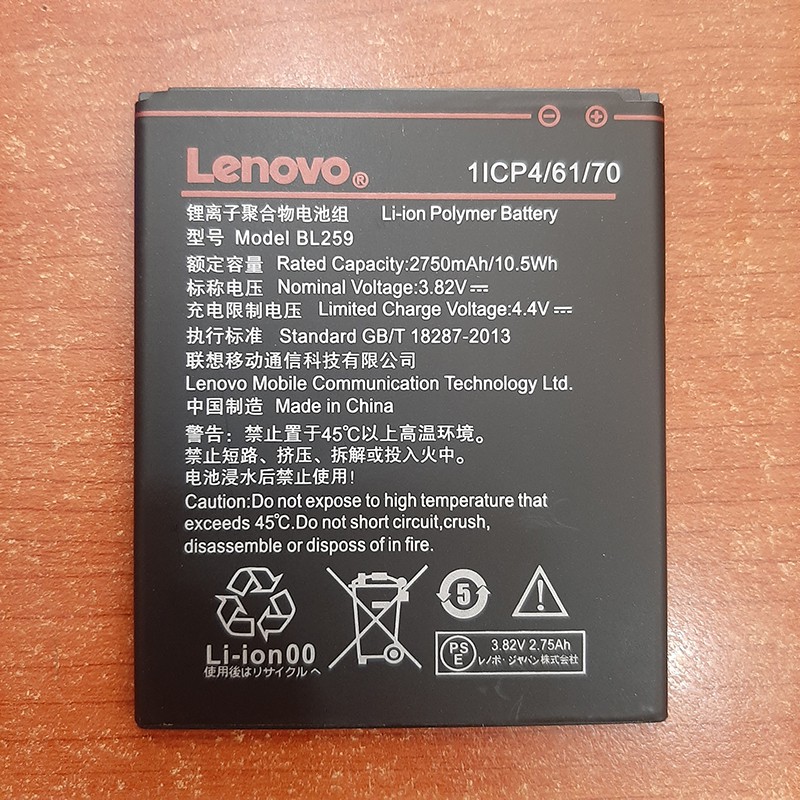 Lenovo®
1ICP4/61/70
锂离子聚合物电池组 Li-ion Polymer Battery
型号 Model BL259
额定容量 Rated Capacity:2750mAh/10.5Wh
标称电压 Nominal Voltage:3.82V⎓
充电限制电压 Limited Charge Voltage:4.4V⎓
执行标准 Standard GB/T 18287-2013
联想移动通信科技有限公司
Lenovo Mobile Communication Technology Ltd.
中国制造 Made in China
警告: 禁止置于45℃以上高温环境。
禁止短路、挤压、拆解或投入火中。
电池浸水后禁止使用!
Caution:Do not expose to high temperature that
exceeds 45℃.Do not short circuit,crush,
disassemble or disposs of in fire.
5
Li-ion00
使用後はリサイクル へ
PS
E
3.82V 2.75Ah
レノボ・ジャパン株式会社